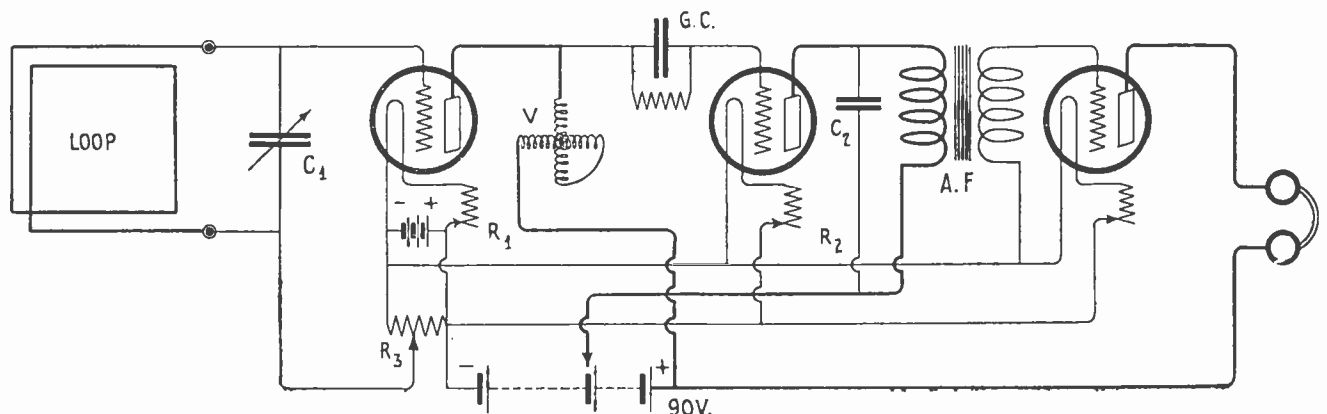 G.C.
LOOP
C1
V
C2
A.F
- +
R1
R2
R3
- +
90V.